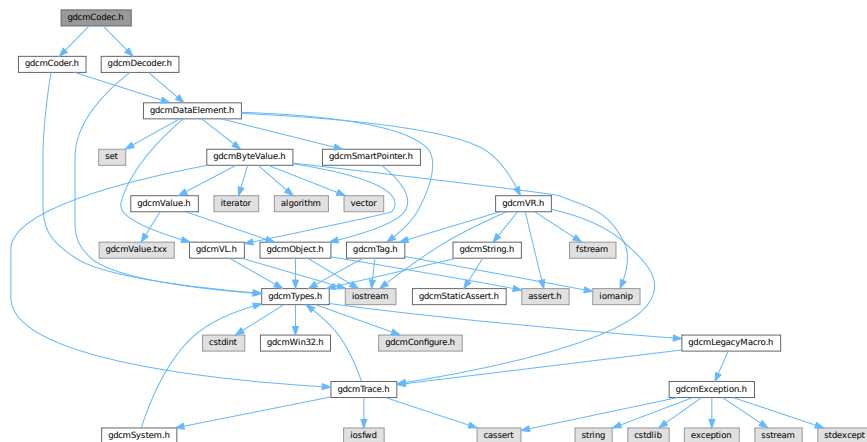 gdcmCodec.h
gdcmCoder.h
gdcmDecoder.h
gdcmDataElement.h
set
gdcmByteValue.h
gdcmSmartPointer.h
gdcmValue.h
iterator
algorithm
vector
gdcmVR.h
gdcmValue.txx
gdcmVL.h
gdcmObject.h
gdcmTag.h
gdcmString.h
fstream
gdcmTypes.h
iostream
gdcmStaticAssert.h
assert.h
iomanip
cstdint
gdcmWin32.h
gdcmConfigure.h
gdcmLegacyMacro.h
gdcmTrace.h
gdcmException.h
gdcmSystem.h
iosfwd
cassert
string
cstdlib
exception
sstream
stdexcept